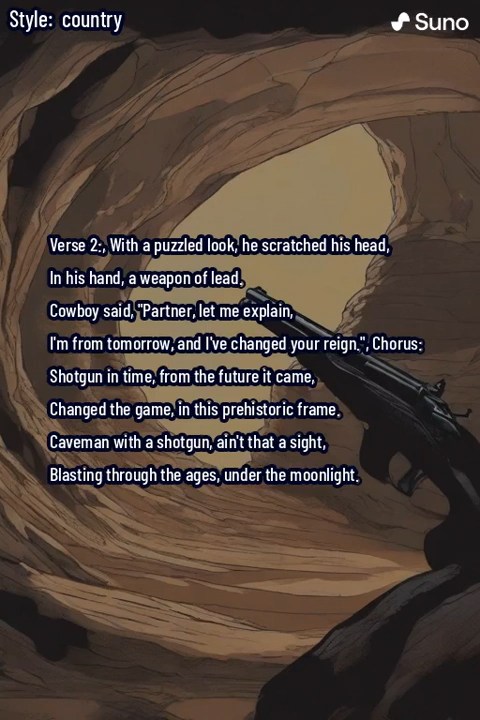 Style: country
Suno
Verse 2:, With a puzzled look, he scratched his head,
In his hand, a weapon of lead.
Cowboy said, "Partner, let me explain,
I'm from tomorrow, and I've changed your reign.", Chorus:
Shotgun in time, from the future it came,
Changed the game, in this prehistoric frame.
Caveman with a shotgun, ain't that a sight,
Blasting through the ages, under the moonlight.